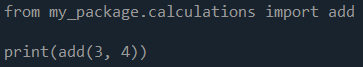 from my_package.calculations import add
print(add(3, 4))